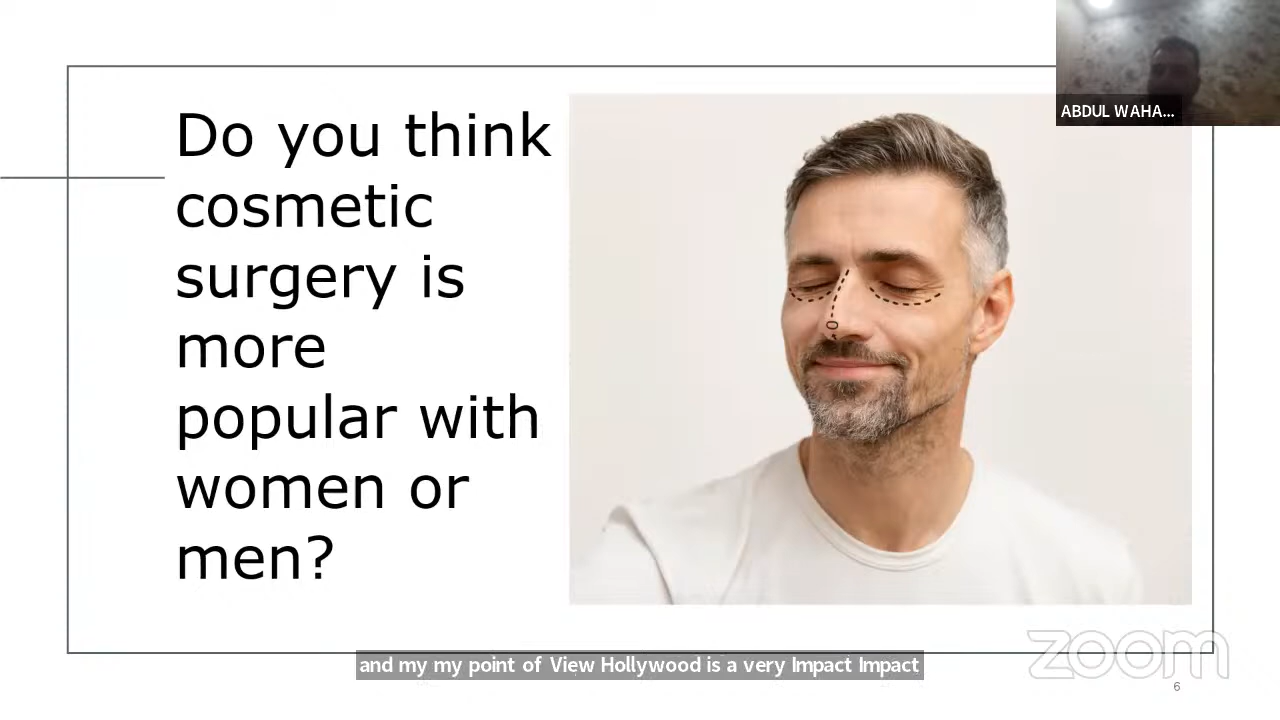 ABDUL WAHA...
Do you think
cosmetic
surgery is
more
popular with
women or
men?
and my my point of View Hollywood is a very Impact Impact
zoom
6